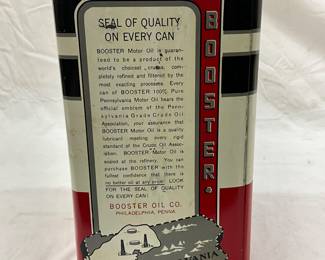 SEAL OF QUALITY
ON EVERY CAN
BOOSTER Motor Oil is guaran-
teed to be a product of the
world's choicest crudes, com-
pletely refined and filtered by the
most exacting processes. Every
can of BOOSTER 100% Pure
Pennsylvania Motor Oil bears the
official emblem of the Penn-
sylvania Grade Crude Oil
Association, your assurance that
BOOSTER Motor Oil is a quality
lubricant meeting every rigid
standard of the Crude Oil Assoc-
iation. BOOSTER Motor Oil is
sealed at the refinery. You can
purchase BOOSTER with the
fullest confidence that there is
no better oil at any price! LOOK
FOR THE SEAL OF QUALITY
ON EVERY CAN!
BOOSTER OIL CO.
PHILADELPHIA, PENNA.
BOOSTER